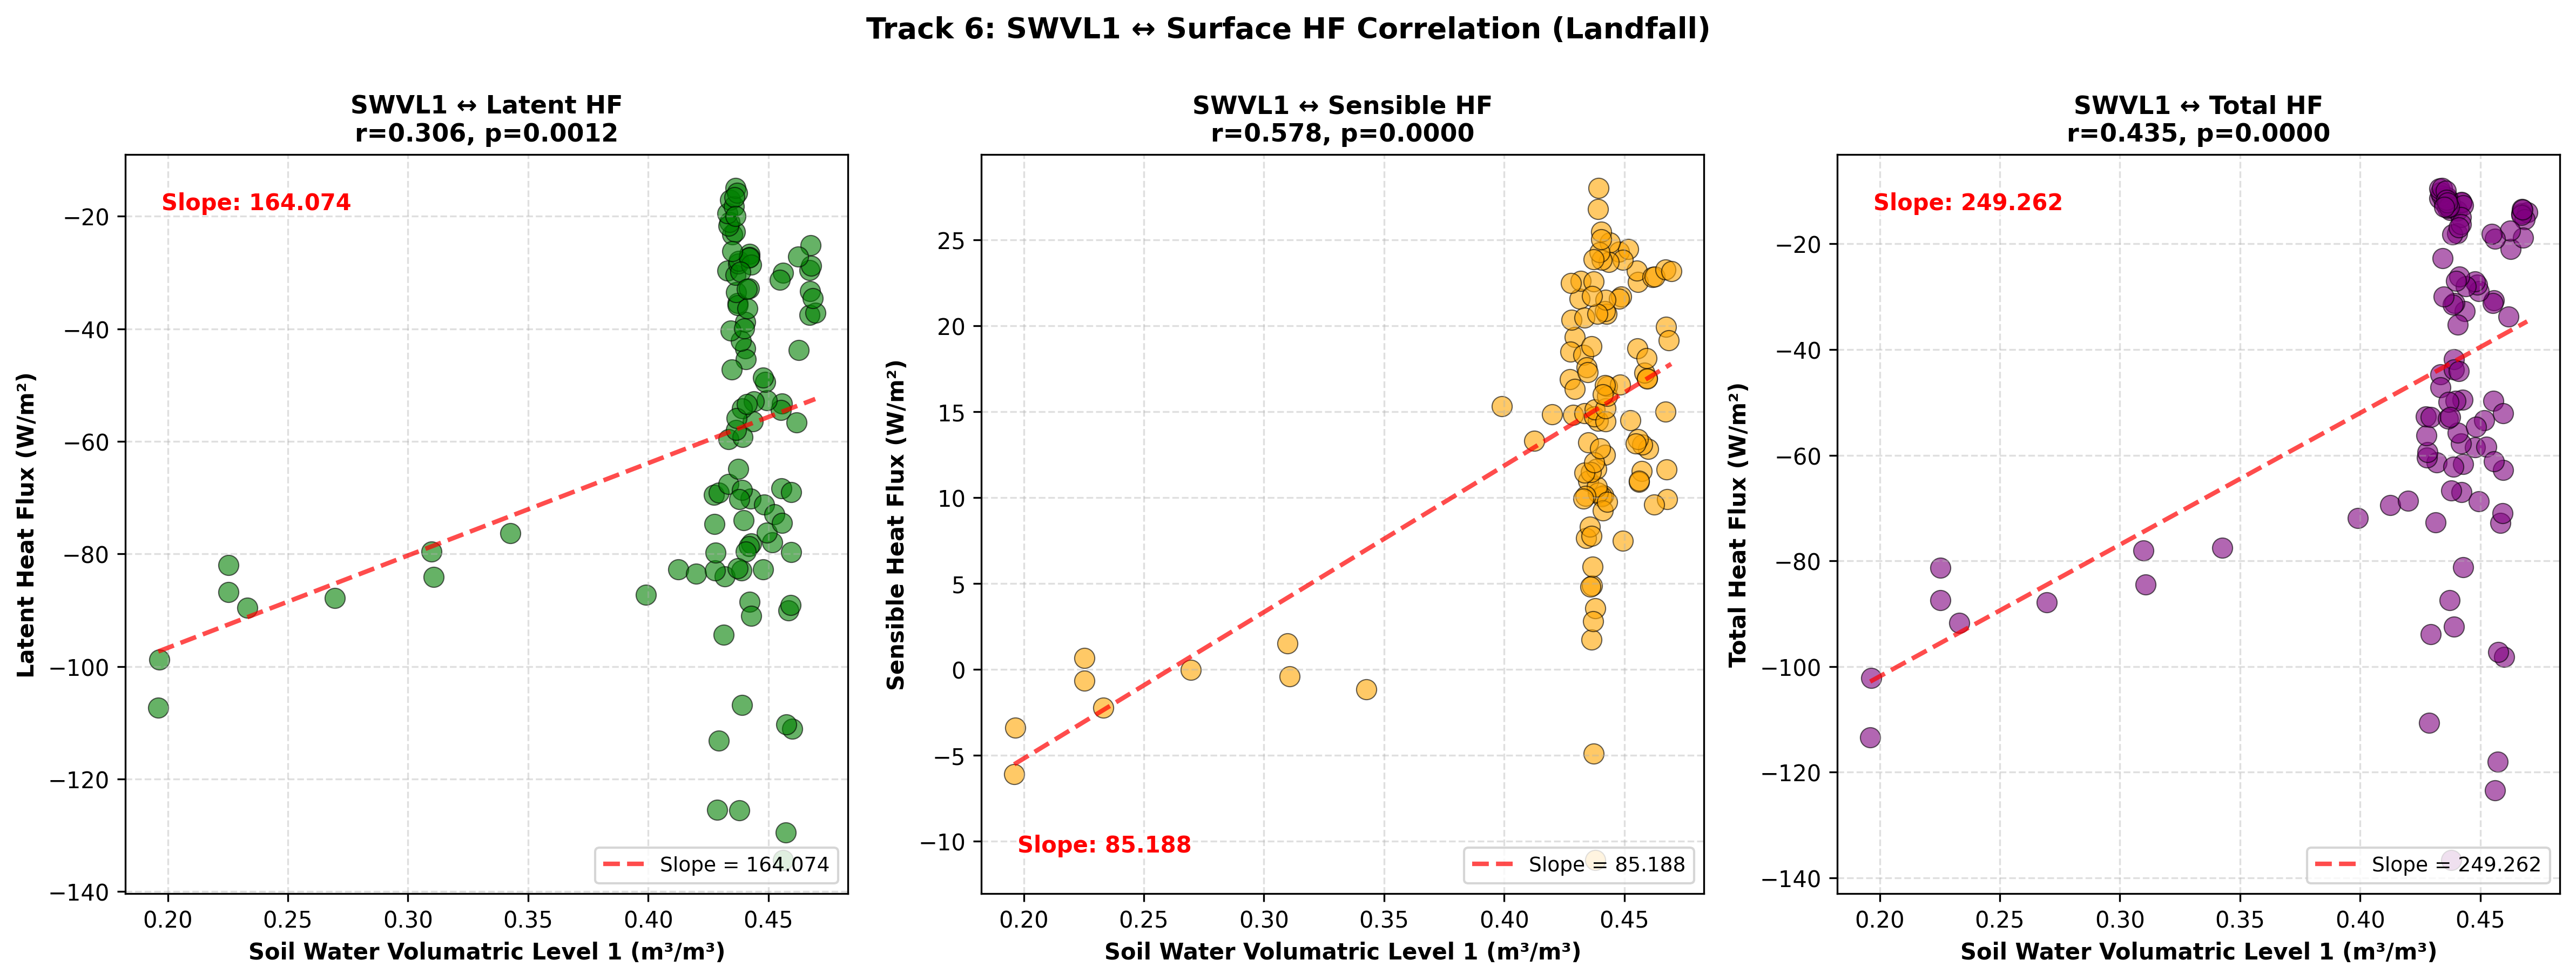 Track 6: SWVL1 ↔ Surface HF Correlation (Landfall)
SWVL1 ↔ Latent HF
r=0.306, p=0.0012
Slope: 164.074
Latent Heat Flux (W/m²)
−20
−40
−60
−80
−100
−120
−140
Slope = 164.074
0.20 0.25 0.30 0.35 0.40 0.45
Soil Water Volumatric Level 1 (m³/m³)
SWVL1 ↔ Sensible HF
r=0.578, p=0.0000
Sensible Heat Flux (W/m²)
25
20
15
10
5
0
−5
−10
Slope: 85.188
Slope = 85.188
0.20 0.25 0.30 0.35 0.40 0.45
Soil Water Volumatric Level 1 (m³/m³)
SWVL1 ↔ Total HF
r=0.435, p=0.0000
Slope: 249.262
Total Heat Flux (W/m²)
−20
−40
−60
−80
−100
−120
−140
Slope = 249.262
0.20 0.25 0.30 0.35 0.40 0.45
Soil Water Volumatric Level 1 (m³/m³)